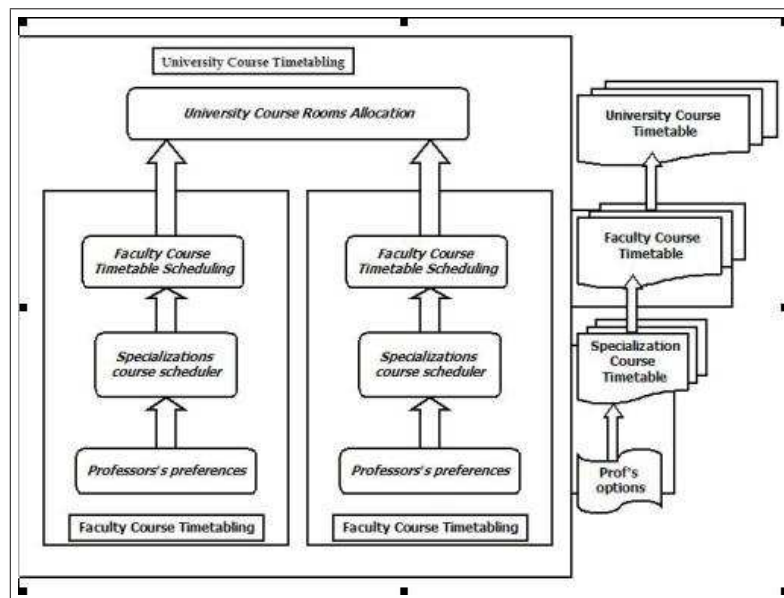 University Course Timetabling
University Course Rooms Allocation
Faculty Course
Timetable Scheduling
Specializations
course scheduler
Professors's preferences
Faculty Course Timetabling
Faculty Course
Timetable Scheduling
Specializations
course scheduler
Professors's preferences
Faculty Course Timetabling
University Course
Timetable
Faculty Course
Timetable
Specialization
Course
Timetable
Prof's
options